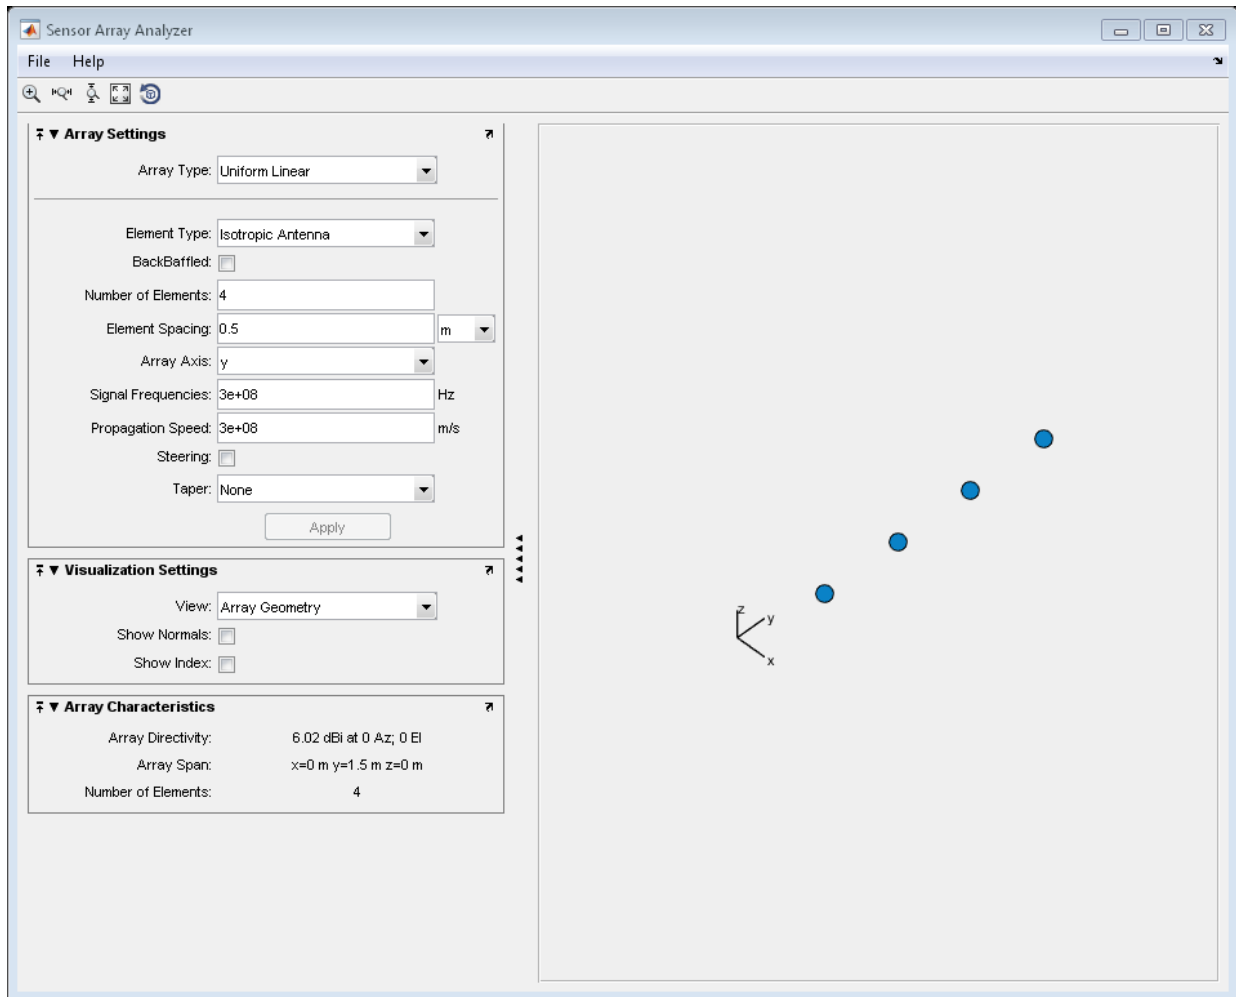 Sensor Array Analyzer
File Help
Array Settings
Array Type: Uniform Linear
Element Type: Isotropic Antenna
BackBaffled:
Number of Elements: 4
Element Spacing: 0.5 m
Array Axis: y
Signal Frequencies: 3e+08 Hz
Propagation Speed: 3e+08 m/s
Steering:
Taper: None
Apply
Visualization Settings
View: Array Geometry
Show Normals:
Show Index:
Array Characteristics
Array Directivity: 6.02 dBi at 0 Az; 0 El
Array Span: x=0 m y=1.5 m z=0 m
Number of Elements: 4
z
y
x